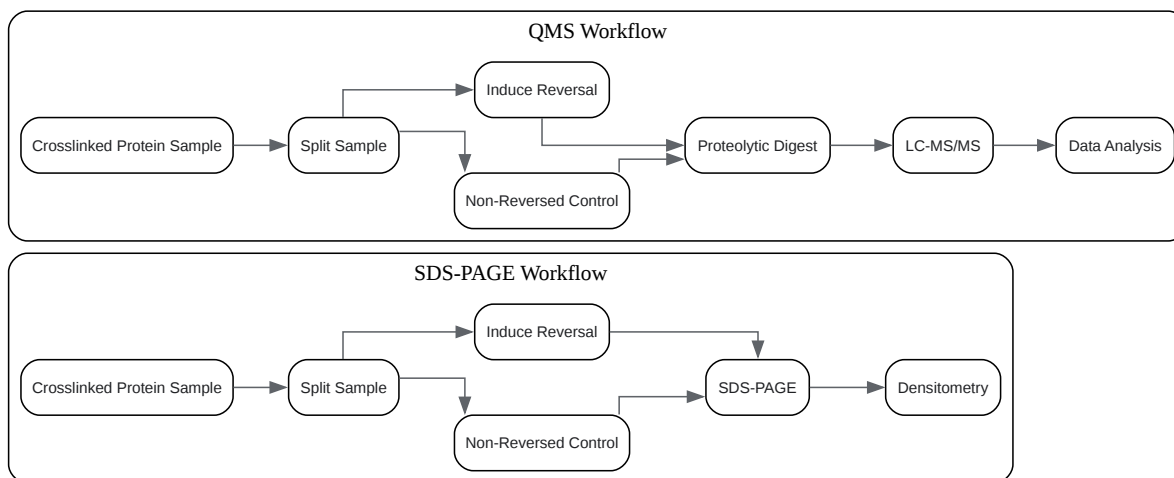 QMS Workflow
Induce Reversal
Crosslinked Protein Sample
Split Sample
Proteolytic Digest
LC-MS/MS
Data Analysis
Non-Reversed Control
SDS-PAGE Workflow
Induce Reversal
Crosslinked Protein Sample
Split Sample
SDS-PAGE
Densitometry
Non-Reversed Control